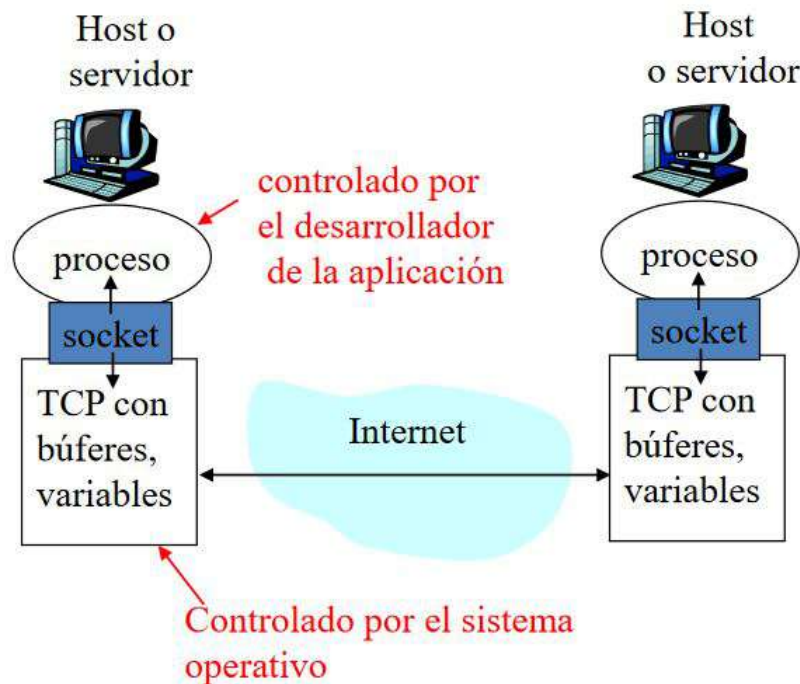 Host o
servidor
Host
o servidor
controlado por
el desarrollador
de la aplicación
proceso
socket
TCP con
búferes,
variables
Internet
proceso
socket
TCP con
búferes,
variables
Controlado por el sistema
operativo